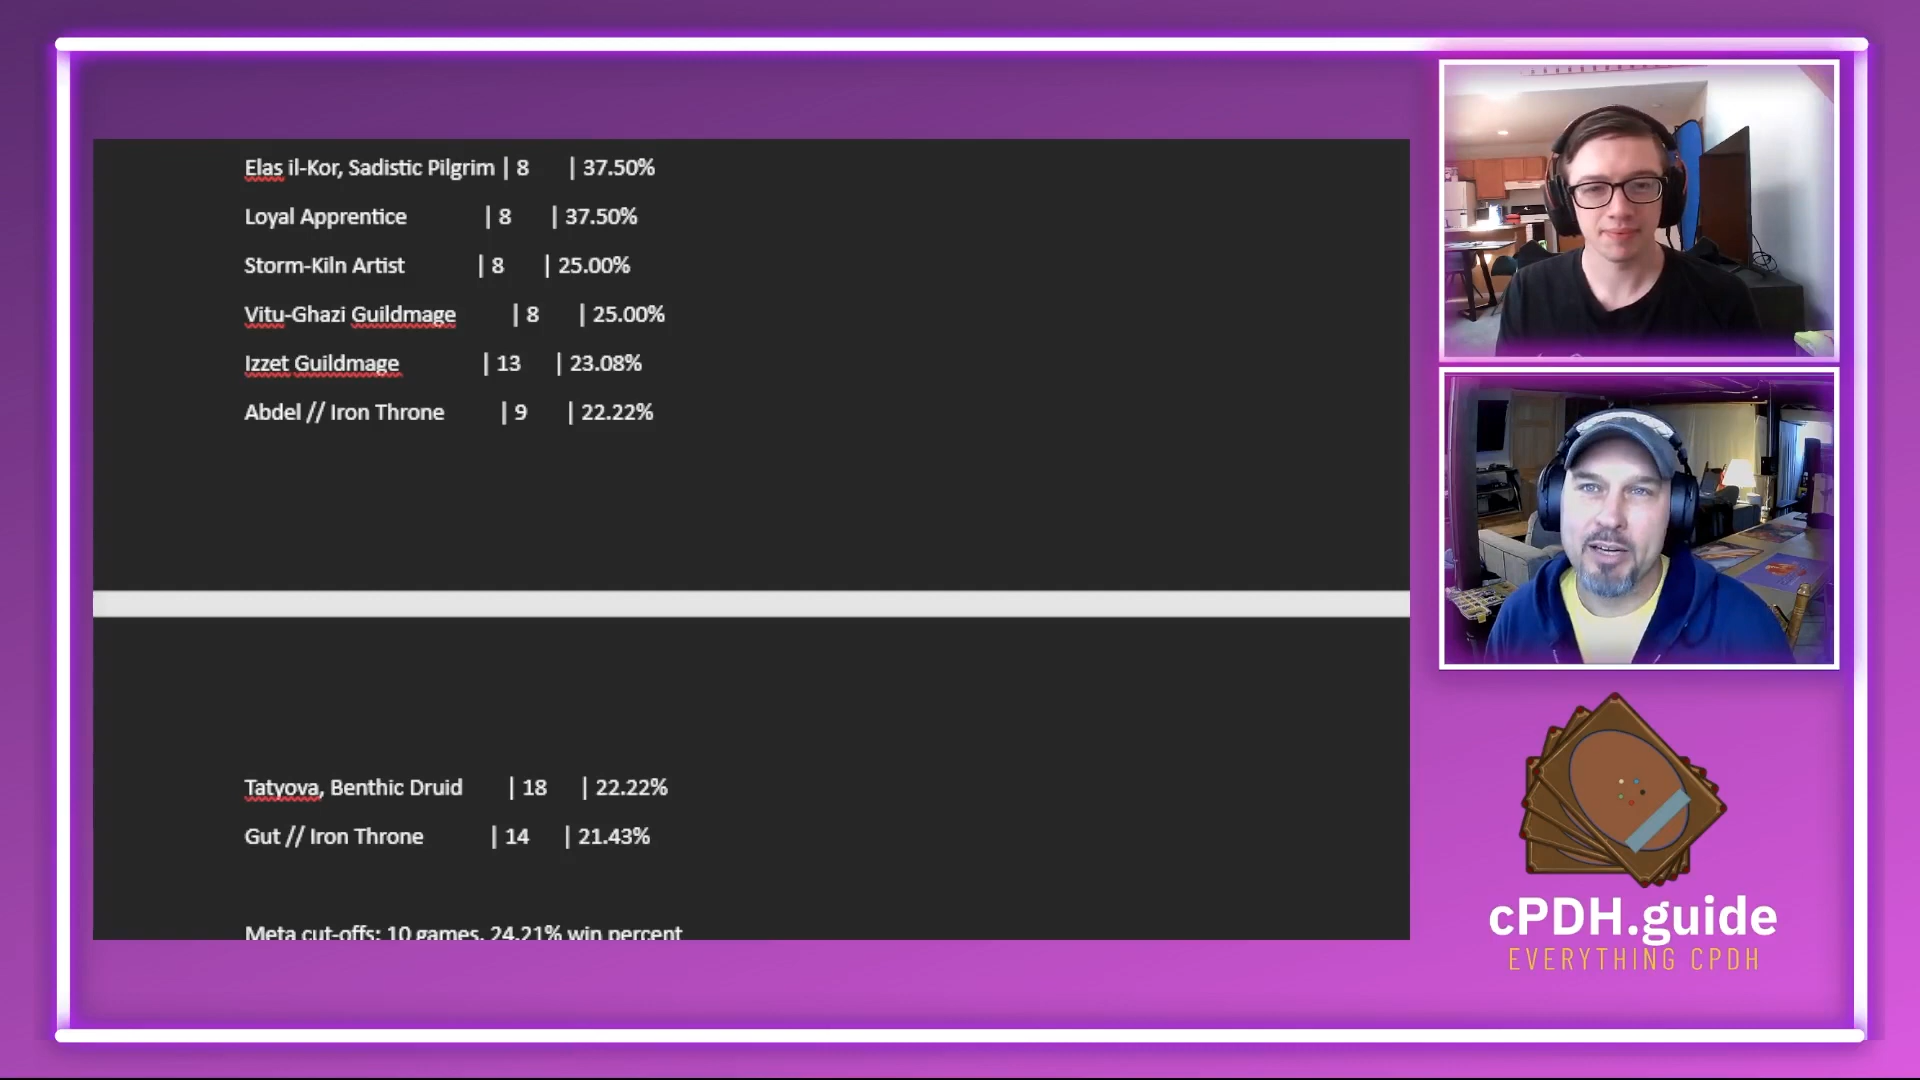 Elas il-Kor, Sadistic Pilgrim | 8 | 37.50%
Loyal Apprentice | 8 | 37.50%
Storm-Kiln Artist | 8 | 25.00%
Vitu-Ghazi Guildmage | 8 | 25.00%
Izzet Guildmage | 13 | 23.08%
Abdel // Iron Throne | 9 | 22.22%
Tatyova, Benthic Druid | 18 | 22.22%
Gut // Iron Throne | 14 | 21.43%
Meta cut-offs: 10 games, 24.21% win percent
cPDH.guide
EVERYTHING CPDH